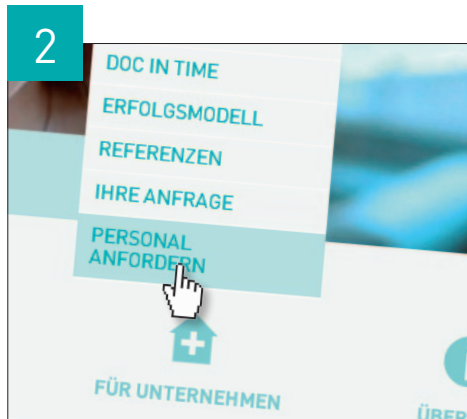 2
DOC IN TIME
ERFOLGSMODELL
REFERENZEN
IHRE ANFRAGE
PERSONAL
ANFORDERN
FÜR UNTERNEHMEN